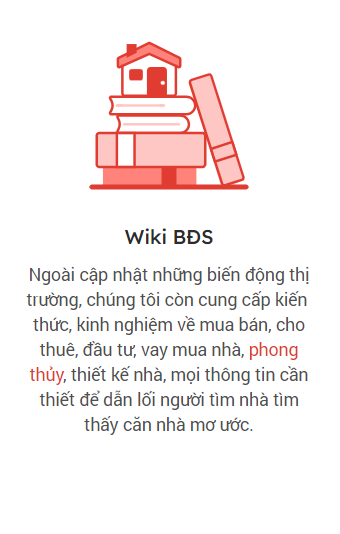 Wiki BĐS
Ngoài cập nhật những biến động thị
trường, chúng tôi còn cung cấp kiến
thức, kinh nghiệm về mua bán, cho
thuê, đầu tư, vay mua nhà, phong
thủy, thiết kế nhà, mọi thông tin cần
thiết để dẫn lối người tìm nhà tìm
thấy căn nhà mơ ước.